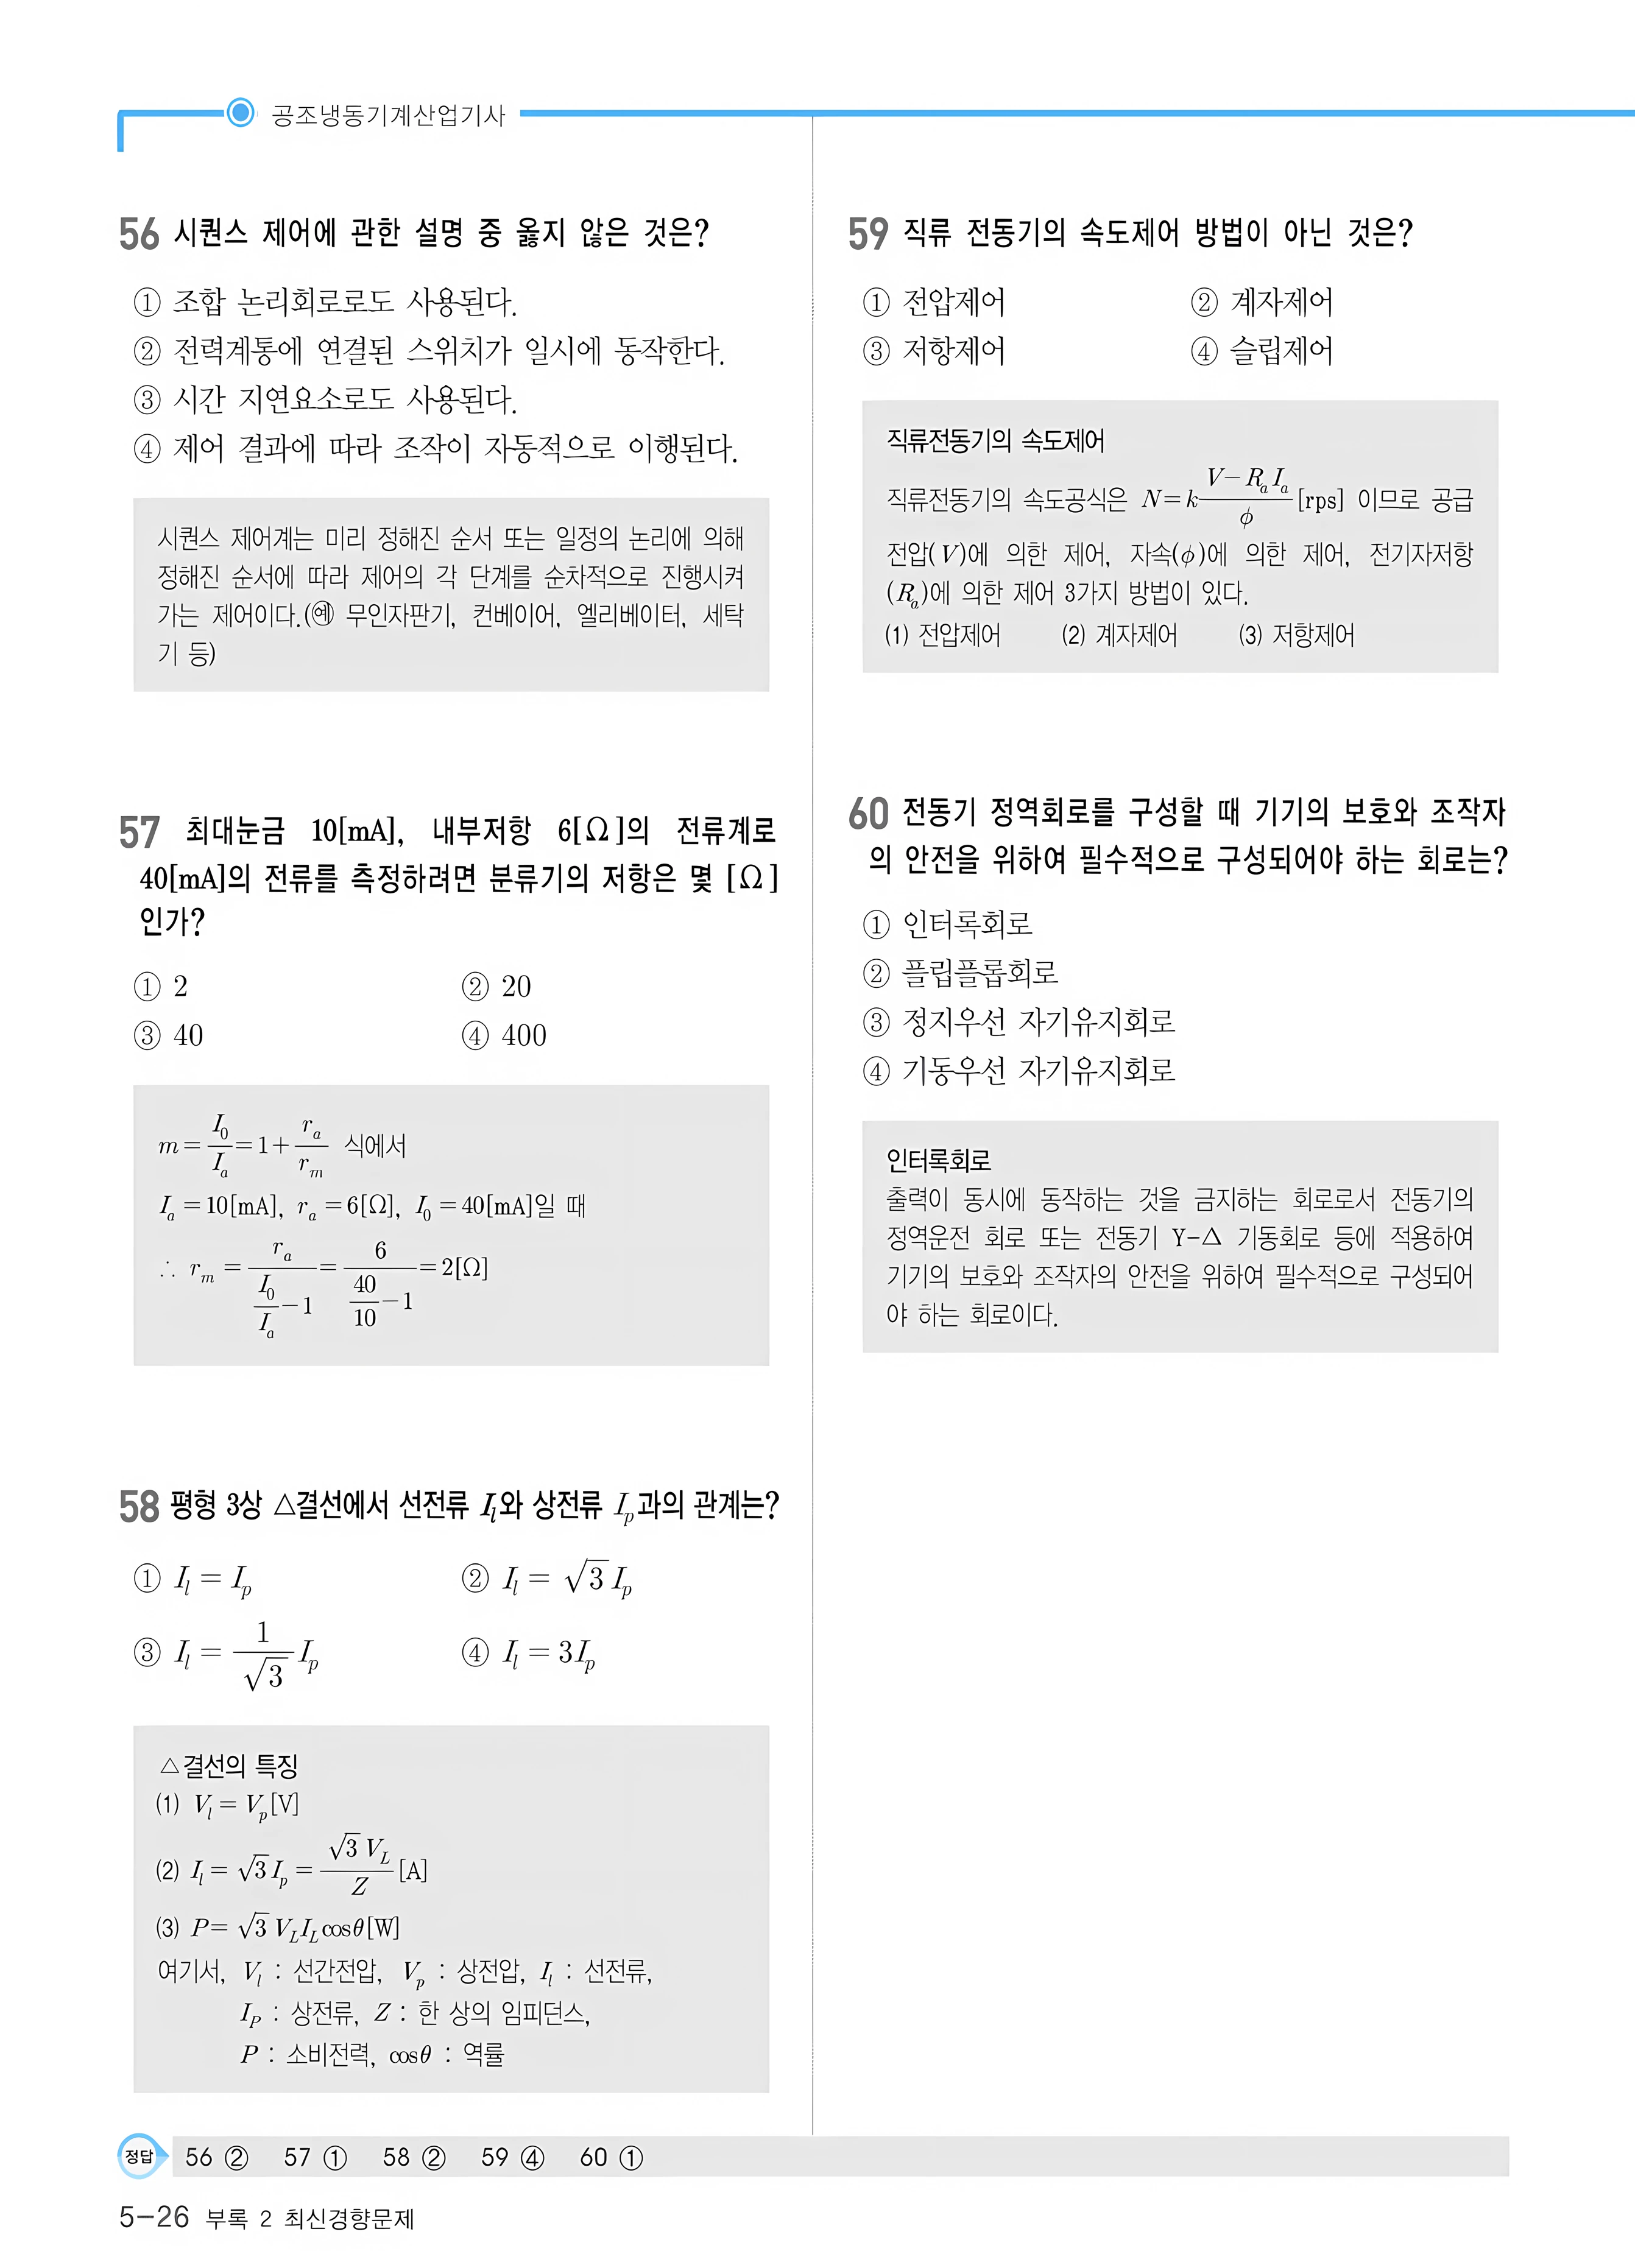 공조냉동기계산업기사
56 시퀀스 제어에 관한 설명 중 옳지 않은 것은?
① 조합 논리회로로도 사용된다.
② 전력계통에 연결된 스위치가 일시에 동작한다.
③ 시간 지연요소로도 사용된다.
④ 제어 결과에 따라 조작이 자동적으로 이행된다.
시퀀스 제어계는 미리 정해진 순서 또는 일정의 논리에 의해
정해진 순서에 따라 제어의 각 단계를 순차적으로 진행시켜
가는 제어이다.(예 무인자판기, 컨베이어, 엘리베이터, 세탁
기 등)
57 최대눈금 10[mA], 내부저항 6[Ω]의 전류계로
40[mA]의 전류를 측정하려면 분류기의 저항은 몇 [Ω]
인가?
① 2 ② 20
③ 40 ④ 400
m = I₀/Iₐ = 1 + rₐ/rₘ 식에서
Iₐ = 10[mA], rₐ = 6[Ω], I₀ = 40[mA]일 때
∴ rₘ = rₐ/(I₀/Iₐ − 1) = 6/(40/10 − 1) = 2[Ω]
58 평형 3상 △결선에서 선전류 Iₗ와 상전류 Iₚ과의 관계는?
① Iₗ = Iₚ ② Iₗ = √3 Iₚ
③ Iₗ = 1/√3 Iₚ ④ Iₗ = 3Iₚ
△결선의 특징
(1) Vₗ = Vₚ[V]
(2) Iₗ = √3 Iₚ = √3 V_L/Z [A]
(3) P = √3 V_L I_L cosθ[W]
여기서, Vₗ : 선간전압, Vₚ : 상전압, Iₗ : 선전류,
I_P : 상전류, Z : 한 상의 임피던스,
P : 소비전력, cosθ : 역률
59 직류 전동기의 속도제어 방법이 아닌 것은?
① 전압제어 ② 계자제어
③ 저항제어 ④ 슬립제어
직류전동기의 속도제어
직류전동기의 속도공식은 N = k (V − RₐIₐ)/ϕ [rps] 이므로 공급
전압(V)에 의한 제어, 자속(ϕ)에 의한 제어, 전기자저항
(Rₐ)에 의한 제어 3가지 방법이 있다.
(1) 전압제어 (2) 계자제어 (3) 저항제어
60 전동기 정역회로를 구성할 때 기기의 보호와 조작자
의 안전을 위하여 필수적으로 구성되어야 하는 회로는?
① 인터록회로
② 플립플롭회로
③ 정지우선 자기유지회로
④ 기동우선 자기유지회로
인터록회로
출력이 동시에 동작하는 것을 금지하는 회로로서 전동기의
정역운전 회로 또는 전동기 Y-△ 기동회로 등에 적용하여
기기의 보호와 조작자의 안전을 위하여 필수적으로 구성되어
야 하는 회로이다.
정답 56 ② 57 ① 58 ② 59 ④ 60 ①
5-26 부록 2 최신경향문제